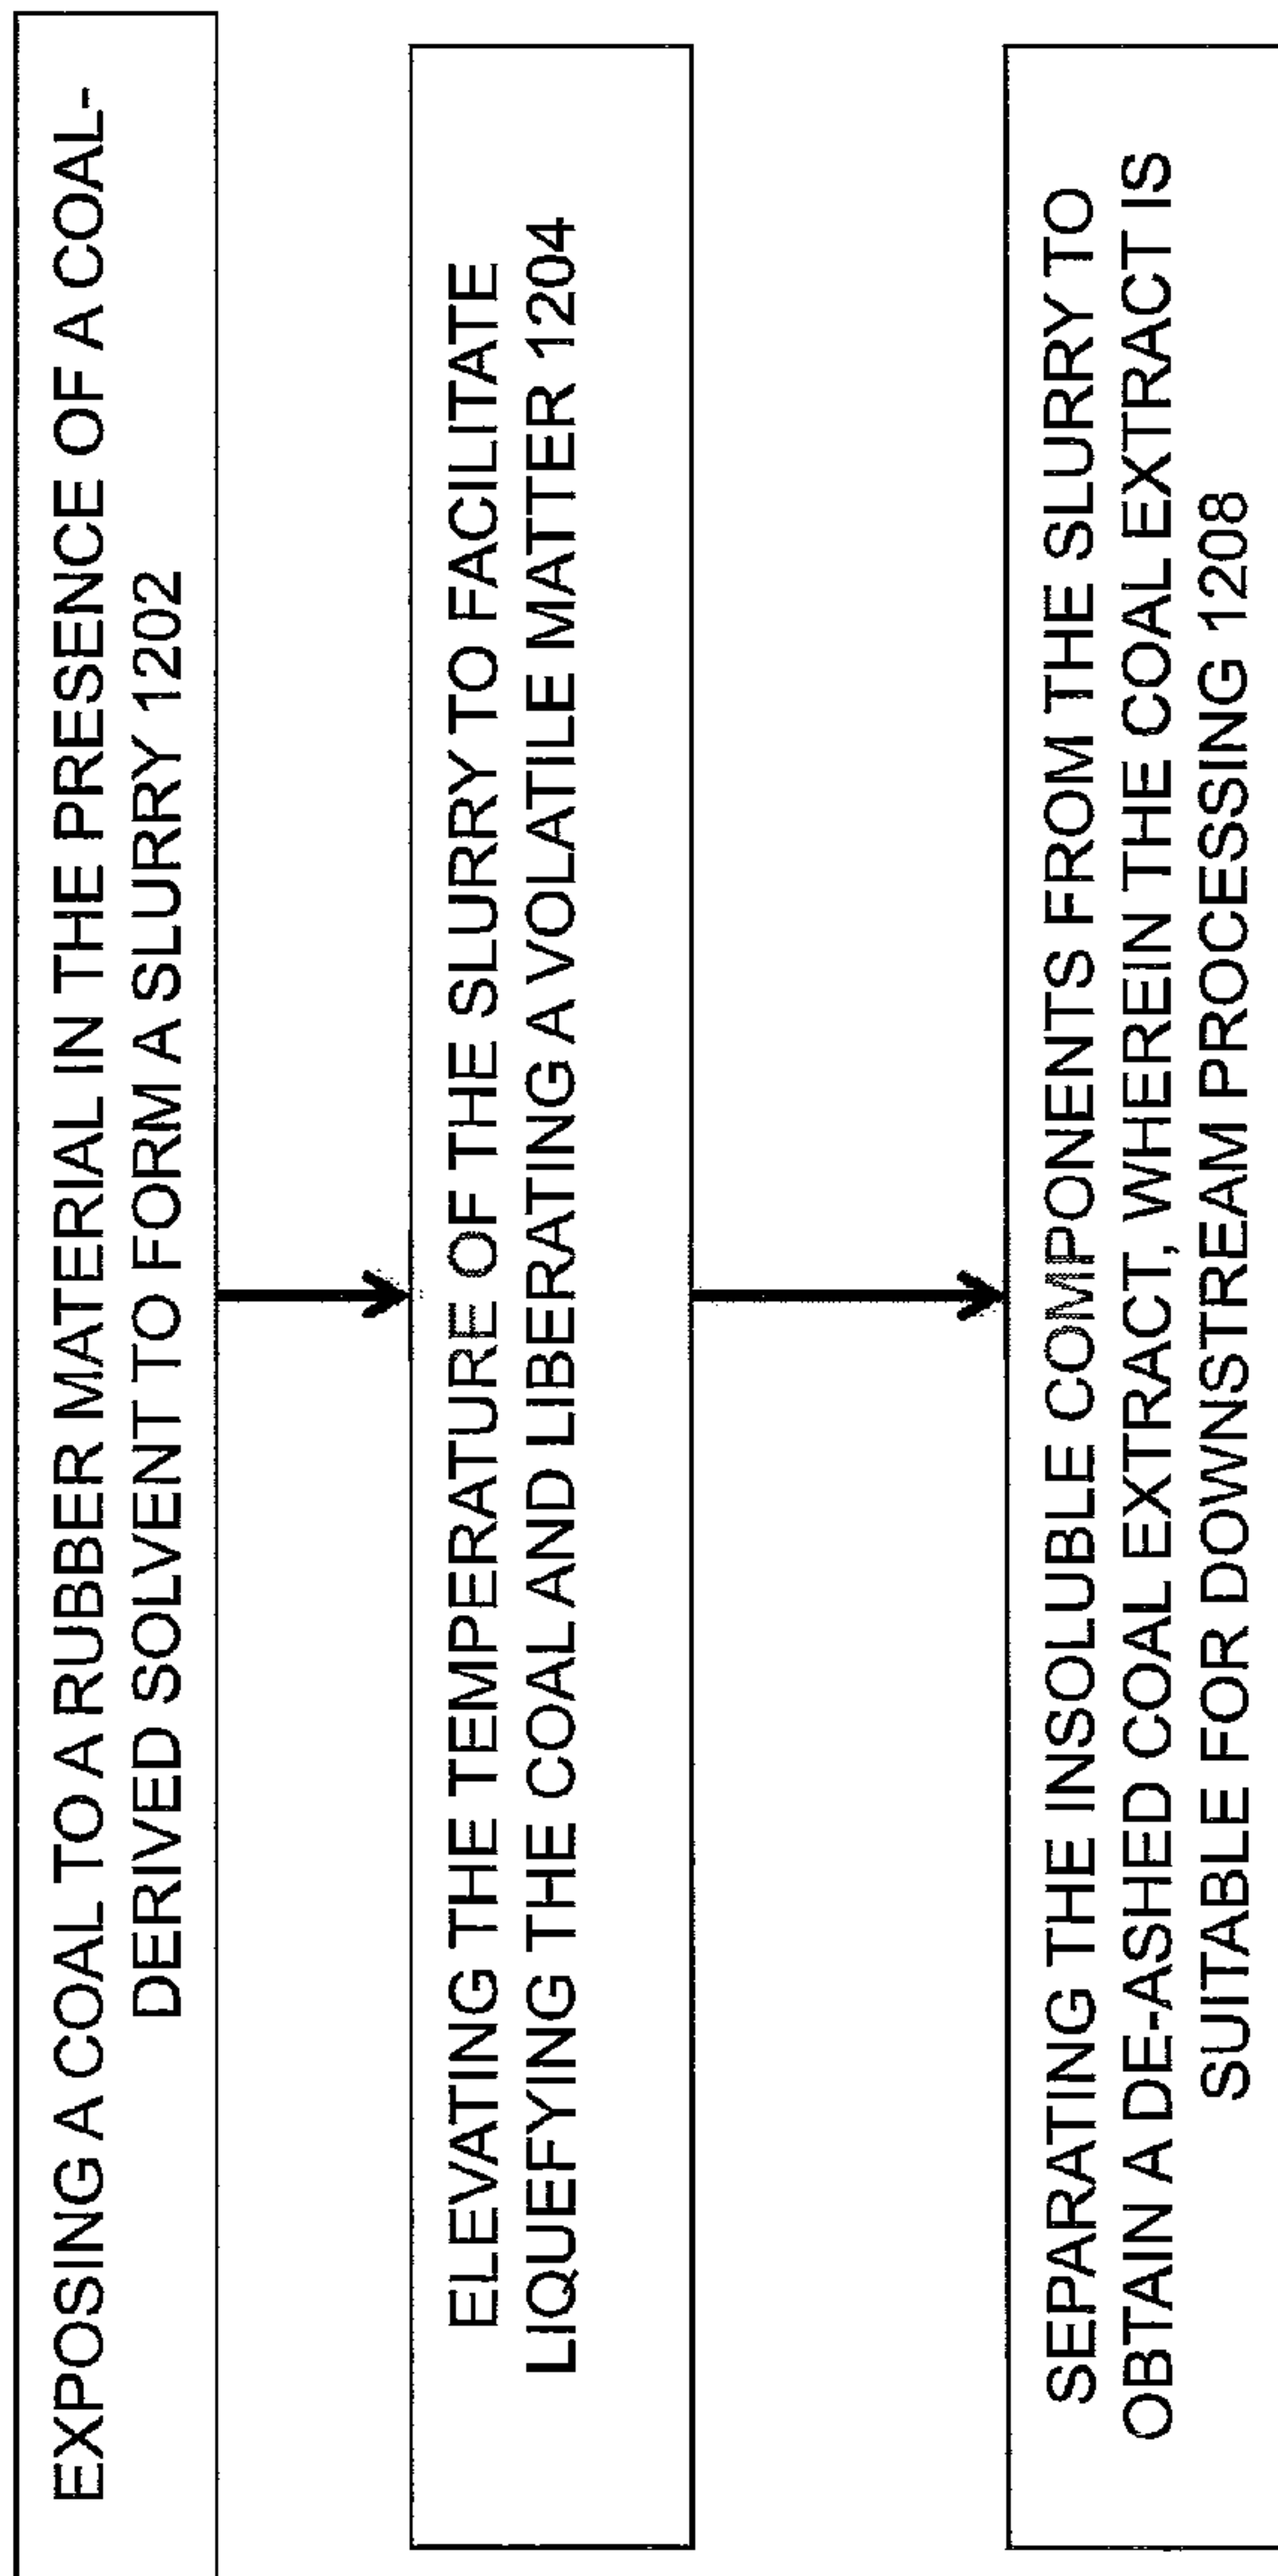 EXPOSING A COAL TO A RUBBER MATERIAL IN THE PRESENCE OF A COAL-
DERIVED SOLVENT TO FORM A SLURRY 1202
ELEVATING THE TEMPERATURE OF THE SLURRY TO FACILITATE
LIQUEFYING THE COAL AND LIBERATING A VOLATILE MATTER 1204
SEPARATING THE INSOLUBLE COMPONENTS FROM THE SLURRY TO
OBTAIN A DE-ASHED COAL EXTRACT, WHEREIN THE COAL EXTRACT IS
SUITABLE FOR DOWNSTREAM PROCESSING 1208